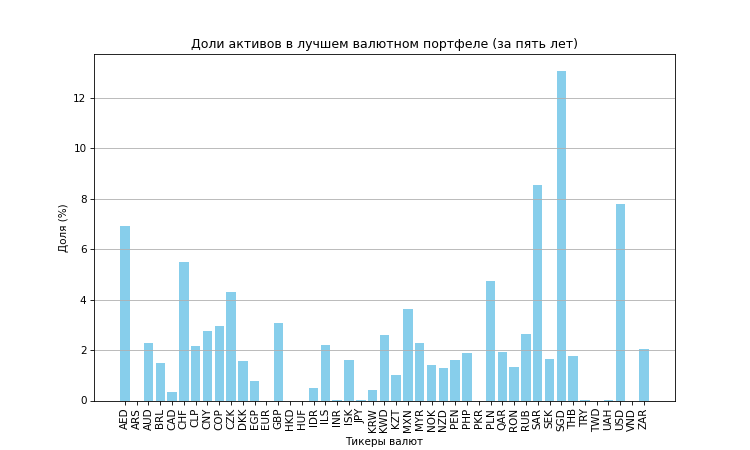 Доли активов в лучшем валютном портфеле (за пять лет)
Доля (%)
12
10
8
6
4
2
0
AED ARS AUD BRL CAD CHF CLP CNY COP CZK DKK EGP EUR GBP HKD HUF IDR ILS INR ISK JPY KRW KWD KZT MXN MYR NOK NZD PEN PHP PKR PLN QAR RON RUB SAR SEK SGD THB TRY TWD UAH USD VND ZAR
Тикеры валют